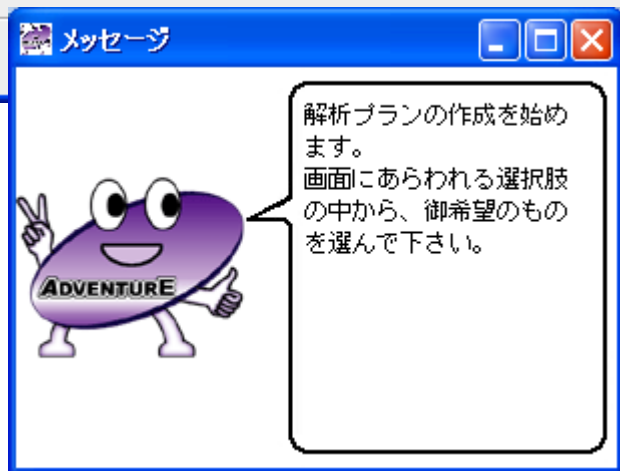 メッセージ
解析プランの作成を始め
ます。
画面にあらわれる選択肢
の中から、御希望のもの
を選んで下さい。
ADVENTURE